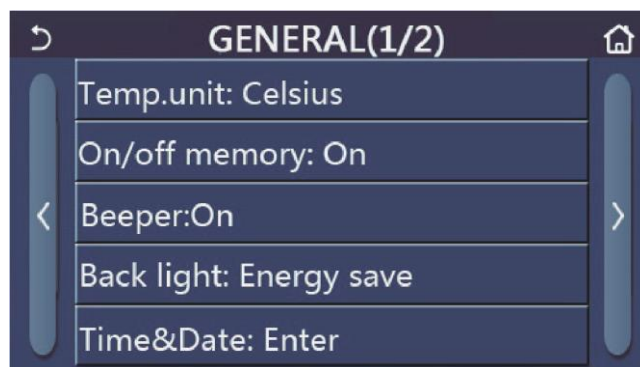 GENERAL(1/2)
Temp.unit: Celsius
On/off memory: On
Beeper:On
Back light: Energy save
Time&Date: Enter